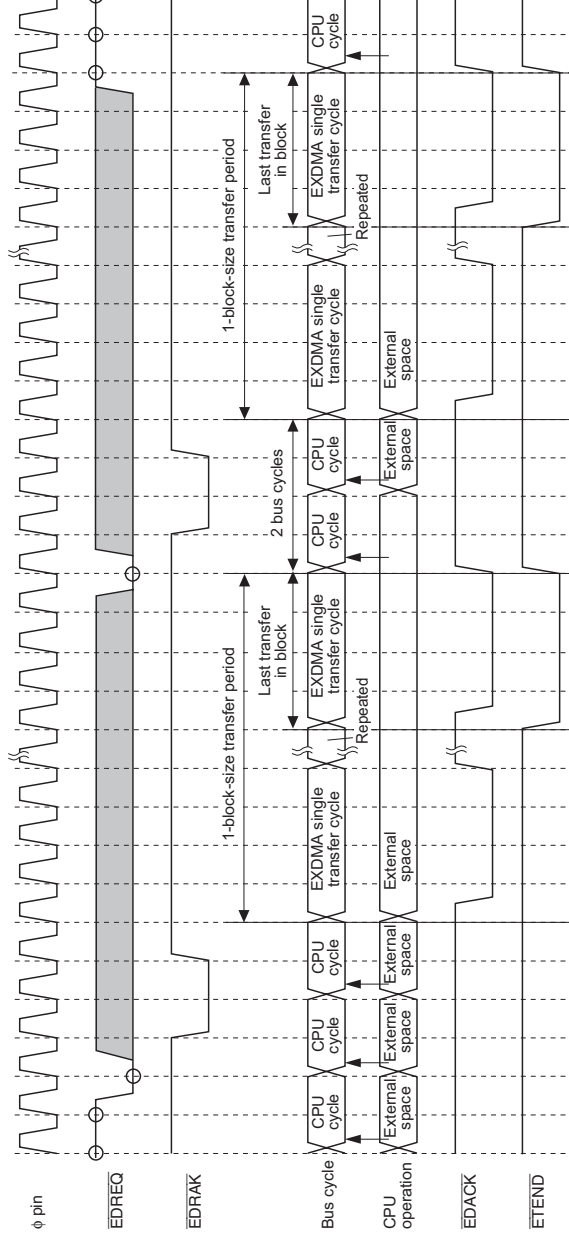 φ pin
EDREQ
EDRAK
1-block-size transfer period
1-block-size transfer period
Last transfer
in block
2 bus cycles
Last transfer
in block
Bus cycle
CPU
cycle
CPU
cycle
CPU
cycle
EXDMA single
transfer cycle
EXDMA single
transfer cycle
CPU
cycle
CPU
cycle
EXDMA single
transfer cycle
EXDMA single
transfer cycle
CPU
cycle
Repeated
Repeated
CPU
operation
External
space
External
space
External
space
External
space
External
space
External
space
EDACK
ETEND